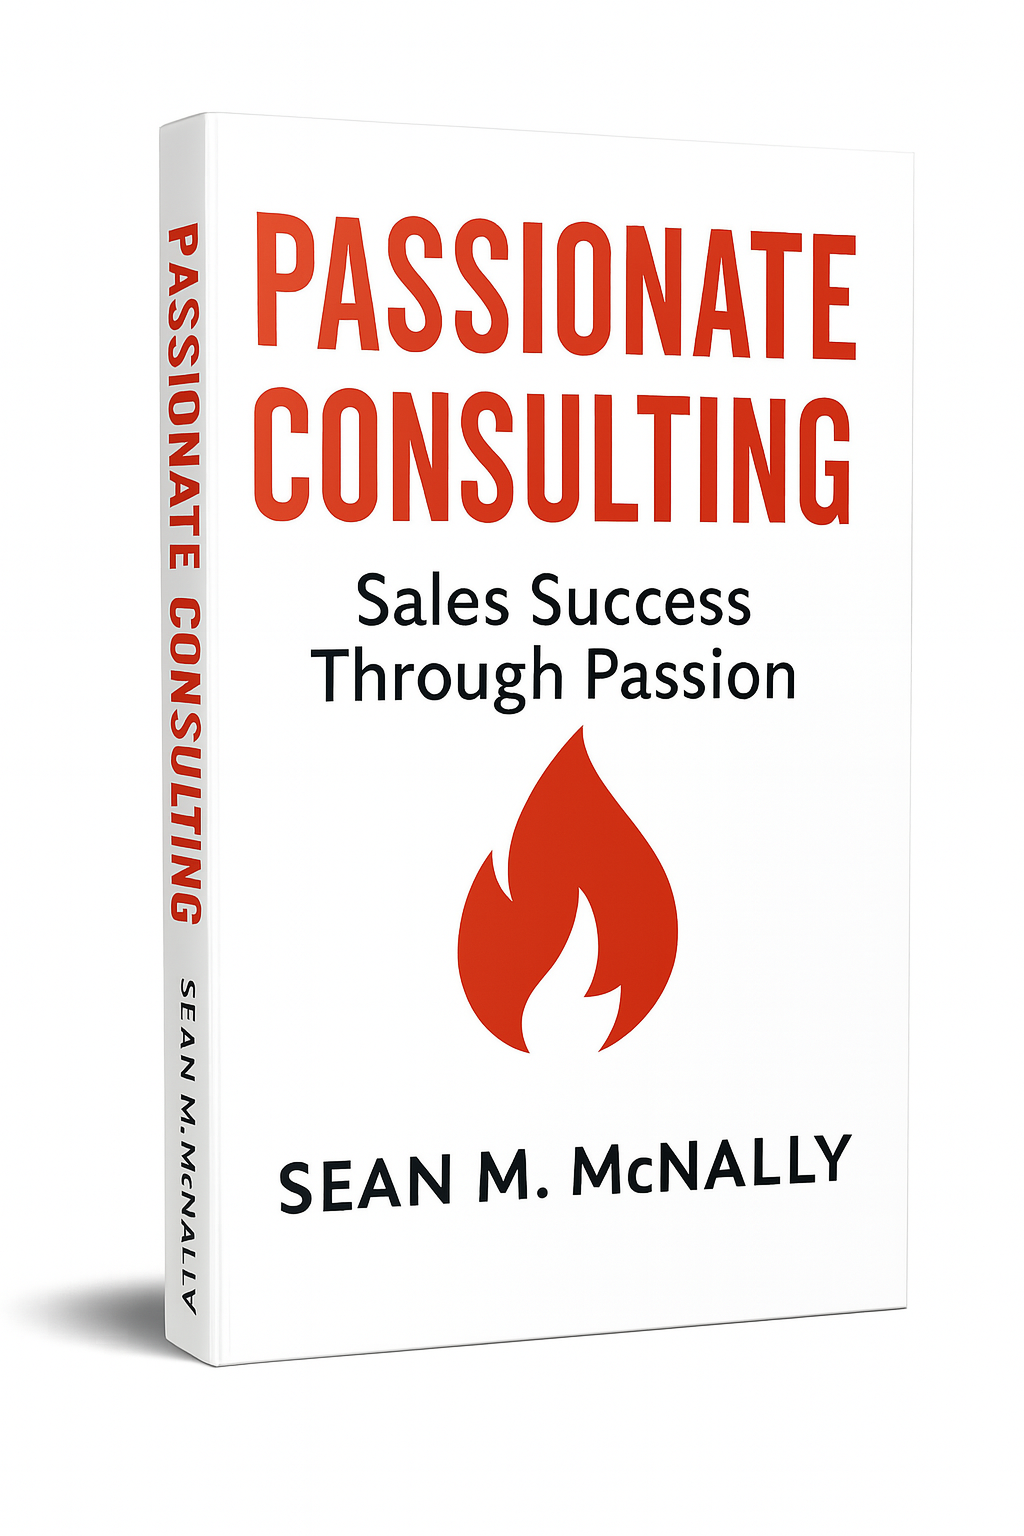 PASSIONATE
CONSULTING
Sales Success
Through Passion
SEAN M. McNALLY
PASSIONATE CONSULTING SEAN M. McNALLY